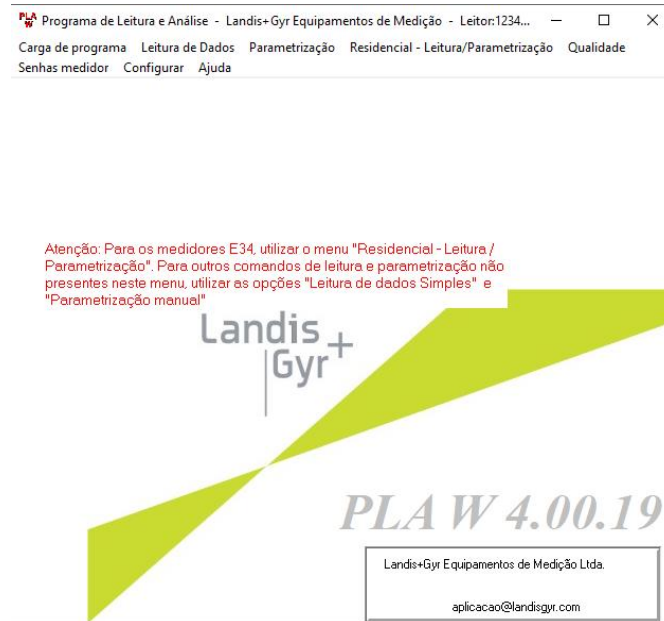 PLA W Programa de Leitura e Análise - Landis+Gyr Equipamentos de Medição - Leitor:1234...
Carga de programa Leitura de Dados Parametrização Residencial - Leitura/Parametrização Qualidade
Senhas medidor Configurar Ajuda
Atenção: Para os medidores E34, utilizar o menu "Residencial - Leitura /
Parametrização". Para outros comandos de leitura e parametrização não
presentes neste menu, utilizar as opções "Leitura de dados Simples" e
"Parametrização manual"
Landis+
Gyr
PLA W 4.00.19
Landis+Gyr Equipamentos de Medição Ltda.
aplicacao@landisgyr.com